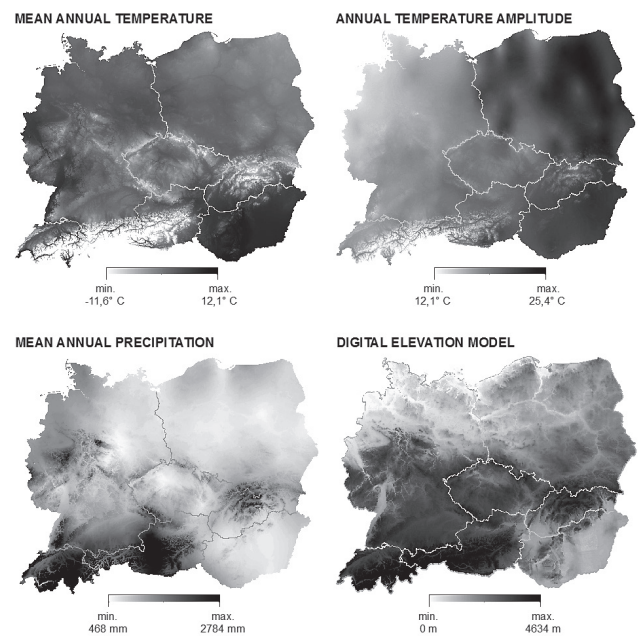 MEAN ANNUAL TEMPERATURE
min. max.
-11,6° C 12,1° C
ANNUAL TEMPERATURE AMPLITUDE
min. max.
12,1° C 25,4° C
MEAN ANNUAL PRECIPITATION
min. max.
468 mm 2784 mm
DIGITAL ELEVATION MODEL
min. max.
0 m 4634 m